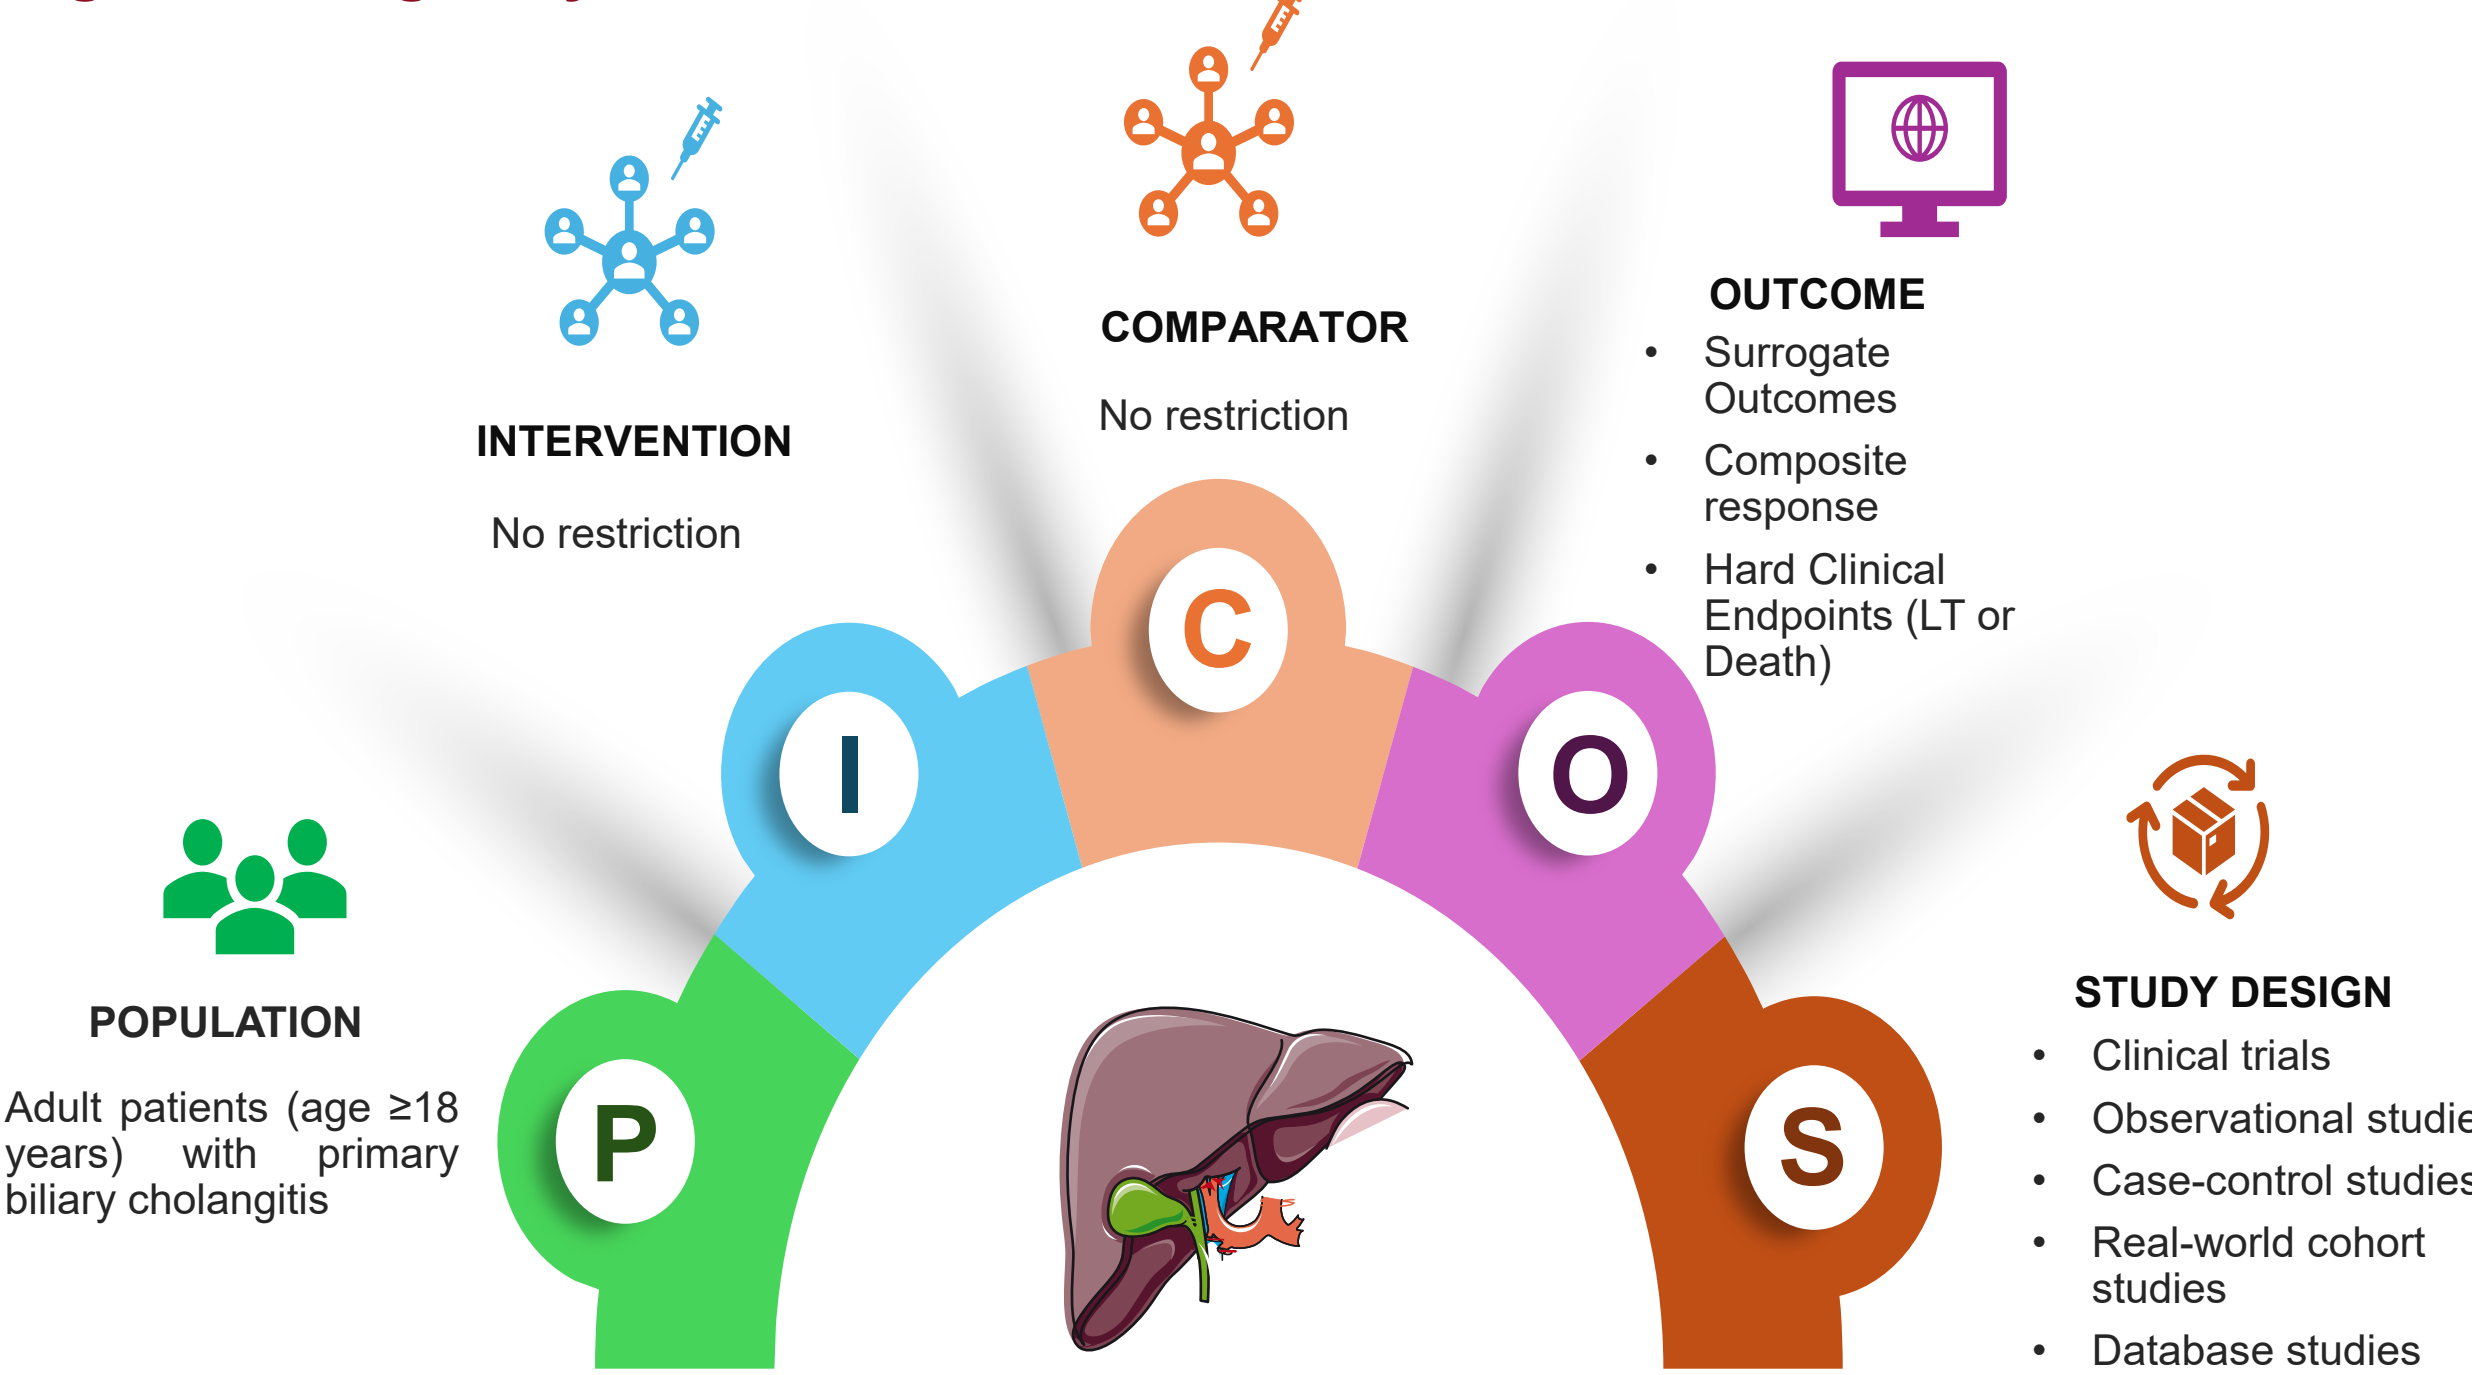 POPULATION
Adult patients (age ≥18
years) with primary
biliary cholangitis
INTERVENTION
No restriction
COMPARATOR
No restriction
OUTCOME
• Surrogate
Outcomes
• Composite
response
• Hard Clinical
Endpoints (LT or
Death)
STUDY DESIGN
• Clinical trials
• Observational studie
• Case-control studies
• Real-world cohort
studies
• Database studies
P
I
C
O
S